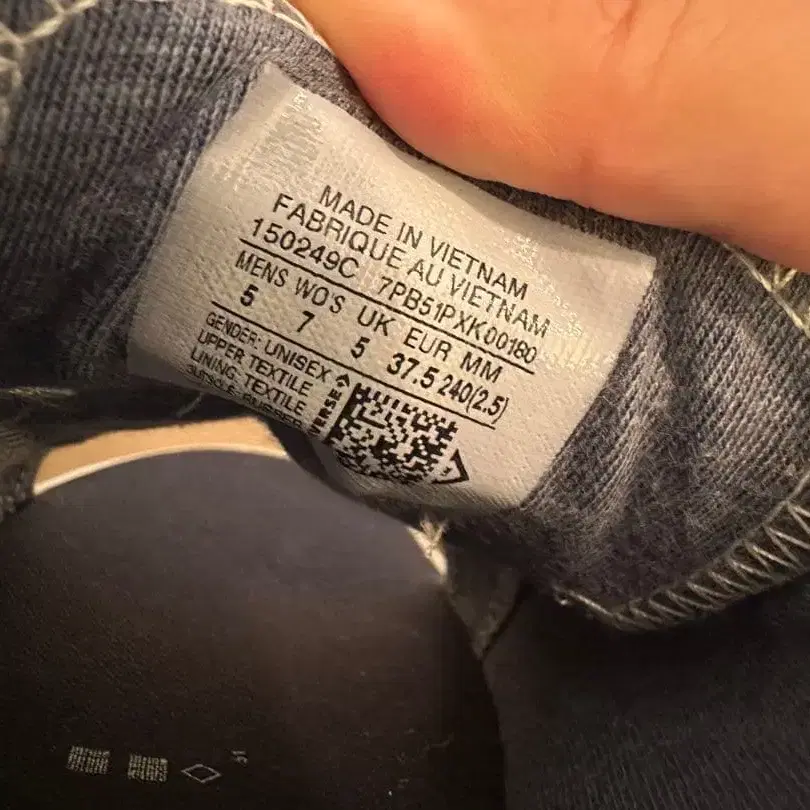 MADE IN VIETNAM
FABRIQUE AU VIETNAM
150249C 7PB51PXK00180
MENS WO'S UK EUR MM
5 7 5 37.5 240(2.5)
GENDER: UNISEX
UPPER TEXTILE
LINING: TEXTILE